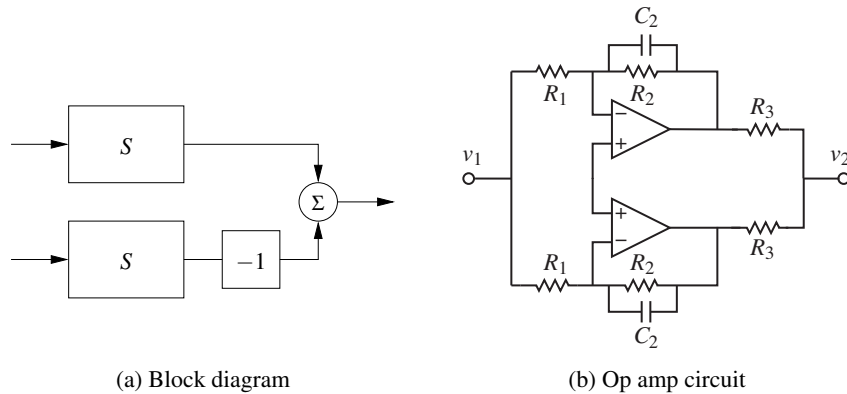 S
Σ
S
−1
(a) Block diagram
C₂
R₁
R₂
−
+
R₃
v₁
v₂
+
−
R₁
R₂
R₃
C₂
(b) Op amp circuit